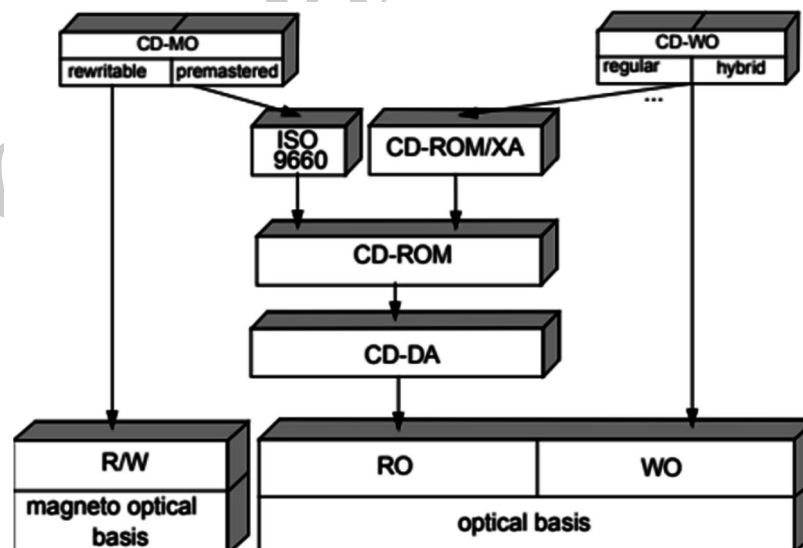 CD-MO
rewritable premastered
CD-WO
regular hybrid
...
ISO
9660
CD-ROM/XA
CD-ROM
CD-DA
R/W
RO
WO
magneto optical
basis
optical basis